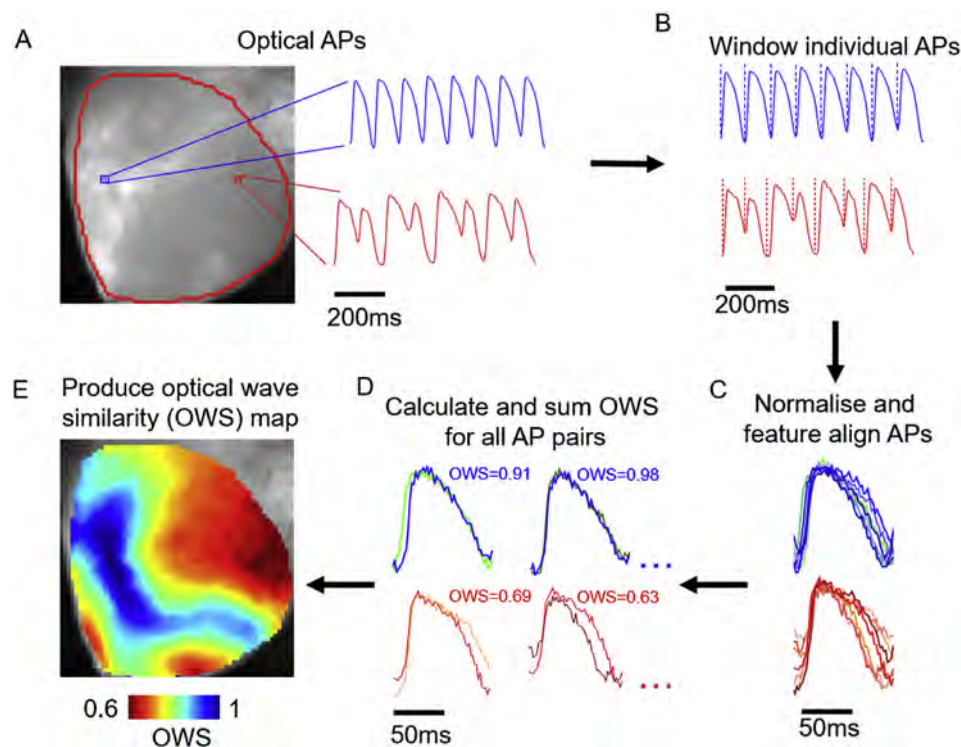 A
Optical APs
200ms
B
Window individual APs
200ms
C
Normalise and
feature align APs
50ms
D
Calculate and sum OWS
for all AP pairs
OWS=0.91
OWS=0.98
OWS=0.69
OWS=0.63
50ms
E
Produce optical wave
similarity (OWS) map
0.6
1
OWS